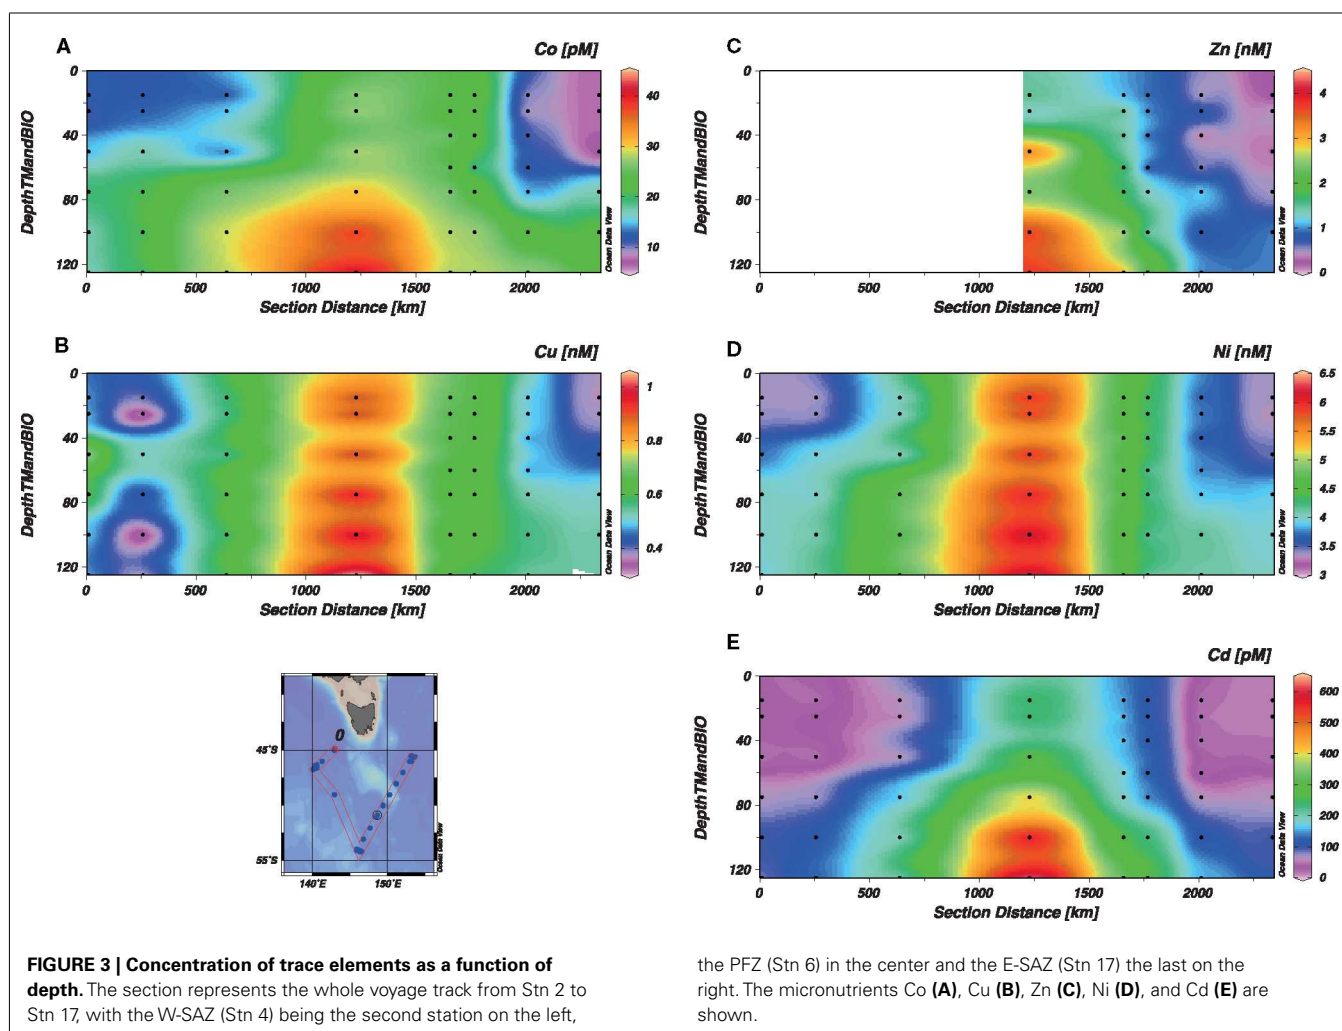 A
Co [pM]
0
40
80
120
DepthTMandBIO
0
500
1000
1500
2000
Section Distance [km]
40
30
20
10
Ocean Data View
B
Cu [nM]
0
40
80
120
DepthTMandBIO
0
500
1000
1500
2000
Section Distance [km]
1
0.8
0.6
0.4
Ocean Data View
0
45°S
55°S
140°E
150°E
Ocean Data View
C
Zn [nM]
0
40
80
120
DepthTMandBIO
0
500
1000
1500
2000
Section Distance [km]
4
3
2
1
0
Ocean Data View
D
Ni [nM]
0
40
80
120
DepthTMandBIO
0
500
1000
1500
2000
Section Distance [km]
6.5
6
5.5
5
4.5
4
3.5
3
Ocean Data View
E
Cd [pM]
0
40
80
120
DepthTMandBIO
0
500
1000
1500
2000
Section Distance [km]
600
500
400
300
200
100
0
Ocean Data View
FIGURE 3 | Concentration of trace elements as a function of
depth. The section represents the whole voyage track from Stn 2 to
Stn 17, with the W-SAZ (Stn 4) being the second station on the left,
the PFZ (Stn 6) in the center and the E-SAZ (Stn 17) the last on the
right. The micronutrients Co (A), Cu (B), Zn (C), Ni (D), and Cd (E) are
shown.